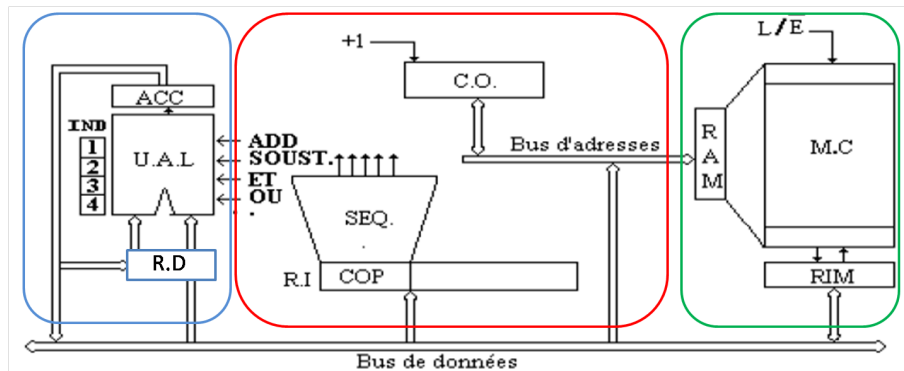 ACC
IND
1
2
3
4
U.A.L
ADD
SOUST.
ET
OU
.
R.D
+1
C.O.
Bus d'adresses
SEQ.
.
R.I
COP
L/E
R
A
M
M.C
RIM
Bus de données